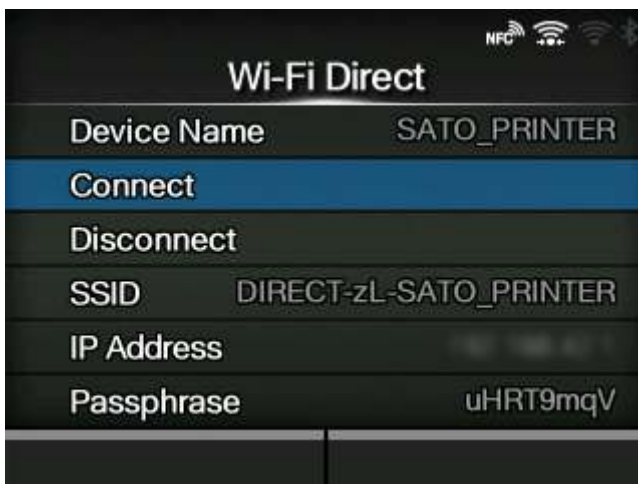 NFC
Wi-Fi Direct
Device Name SATO_PRINTER
Connect
Disconnect
SSID DIRECT-zL-SATO_PRINTER
IP Address
Passphrase uHRT9mqV